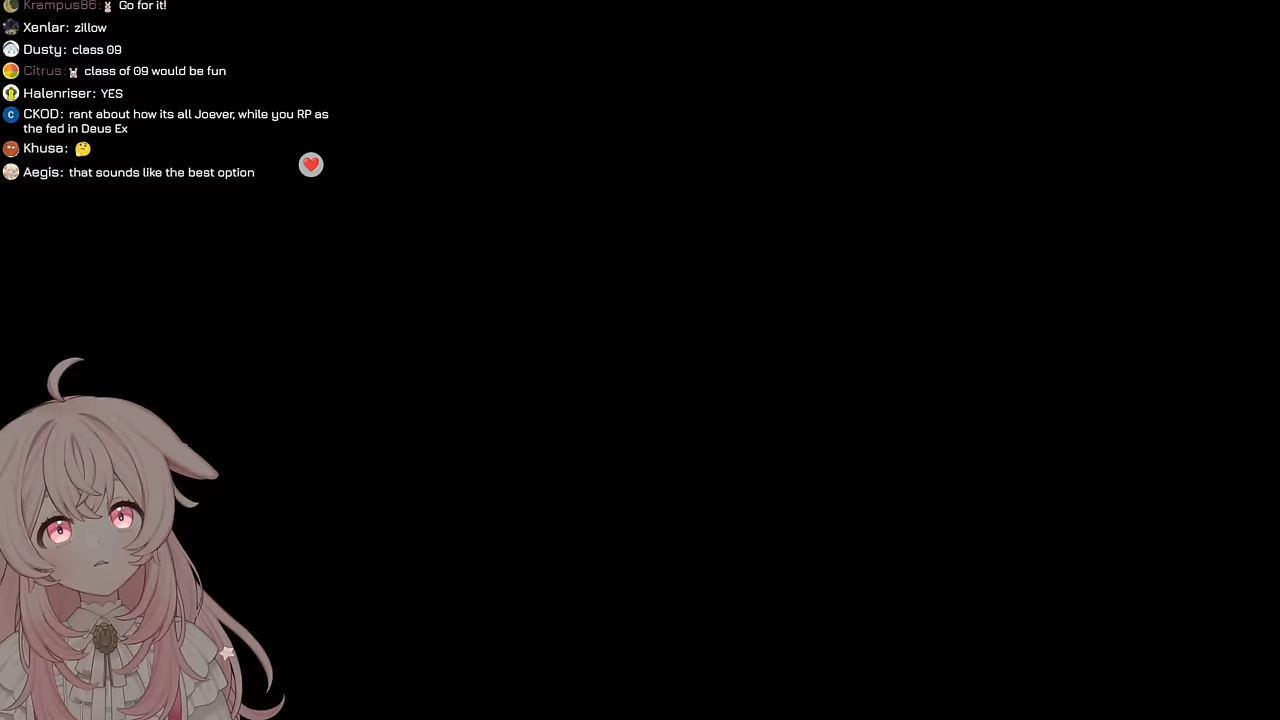 Krampus86: Go for it!
Xenlar: zillow
Dusty: class 09
Citrus: class of 09 would be fun
Halenriser: YES
C CKOD: rant about how its all Joever, while you RP as
the fed in Deus Ex
Khusa: 🤔
Aegis: that sounds like the best option